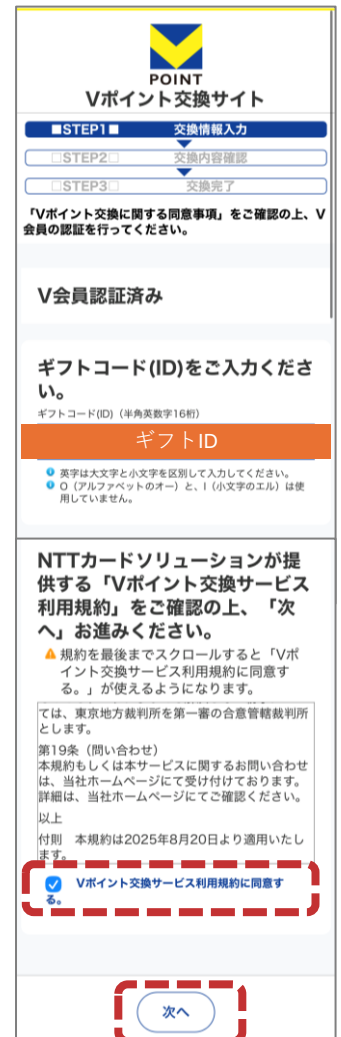 POINT
Vポイント交換サイト
■STEP1■ 交換情報入力
□STEP2□ 交換内容確認
□STEP3□ 交換完了
「Vポイント交換に関する同意事項」をご確認の上、V
会員の認証を行ってください。
V会員認証済み
ギフトコード(ID)をご入力くださ
い。
ギフトコード(ID)（半角英数字16桁）
ギフトID
英字は大文字と小文字を区別して入力してください。
O（アルファベットのオー）と、l（小文字のエル）は使
用していません。
NTTカードソリューションが提
供する「Vポイント交換サービス
利用規約」をご確認の上、「次
へ」お進みください。
規約を最後までスクロールすると「Vポ
イント交換サービス利用規約に同意す
る。」が使えるようになります。
ては、東京地方裁判所を第一審の合意管轄裁判所
とします。
第19条（問い合わせ）
本規約もしくは本サービスに関するお問い合わせ
は、当社ホームページにて受け付けております。
詳細は、当社ホームページにてご確認ください。
以上
付則　本規約は2025年8月20日より適用いたし
ます。
Vポイント交換サービス利用規約に同意す
る。
次へ